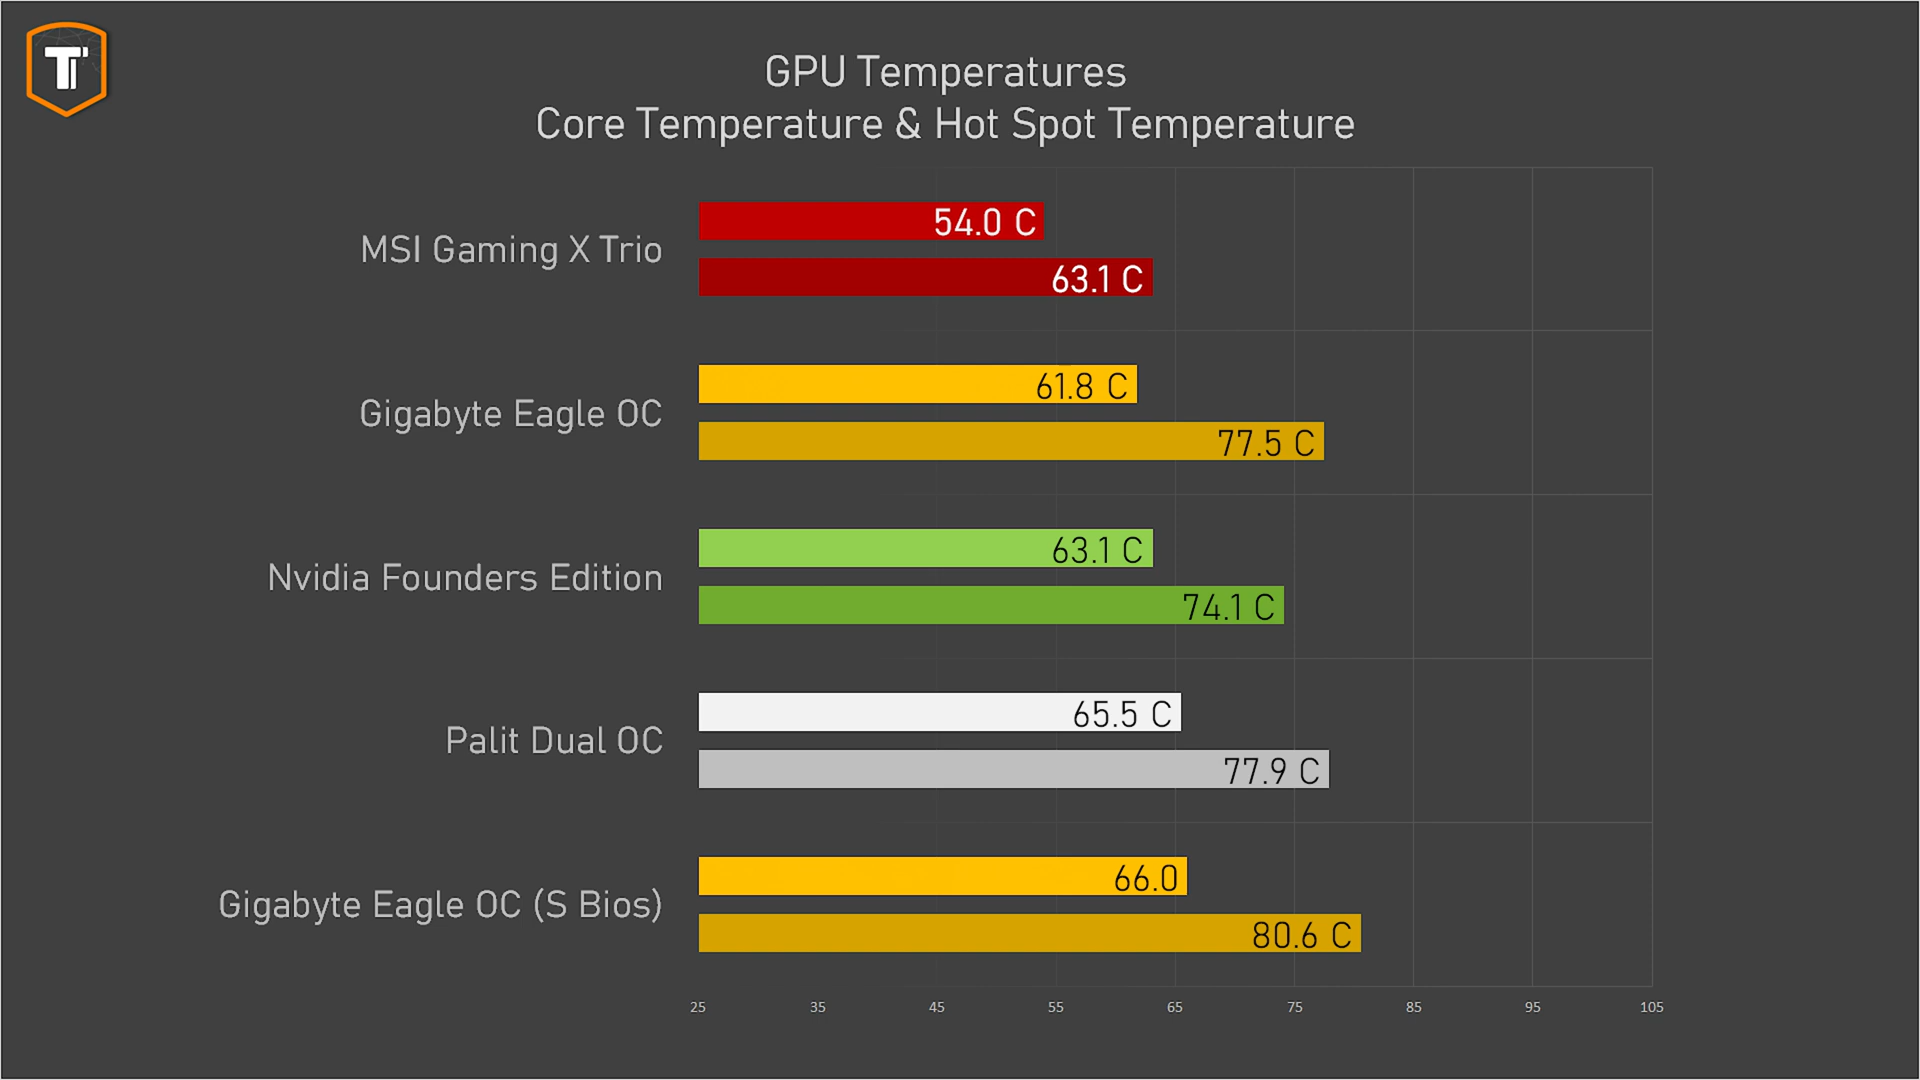 GPU Temperatures
Core Temperature & Hot Spot Temperature
MSI Gaming X Trio
54.0 C
63.1 C
Gigabyte Eagle OC
61.8 C
77.5 C
Nvidia Founders Edition
63.1 C
74.1 C
Palit Dual OC
65.5 C
77.9 C
Gigabyte Eagle OC (S Bios)
66.0
80.6 C
25 35 45 55 65 75 85 95 105